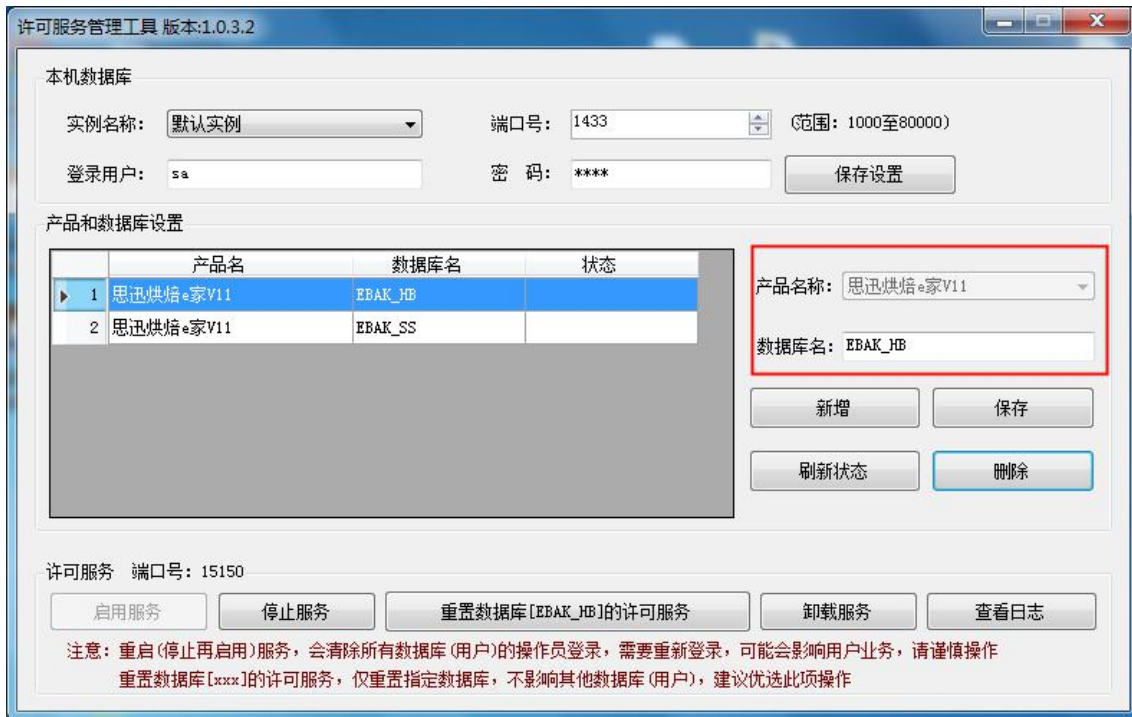 许可服务管理工具 版本:1.0.3.2
本机数据库
实例名称： 默认实例 端口号： 1433 (范围：1000至80000)
登录用户： sa 密 码： **** 保存设置
产品和数据库设置
产品名 数据库名 状态
1 思迅烘焙e家V11 EBAK_HB
2 思迅烘焙e家V11 EBAK_SS
产品名称： 思迅烘焙e家V11
数据库名： EBAK_HB
新增 保存
刷新状态 删除
许可服务 端口号：15150
启用服务 停止服务 重置数据库[EBAK_HB]的许可服务 卸载服务 查看日志
注意：重启(停止再启用)服务，会清除所有数据库(用户)的操作员登录，需要重新登录，可能会影响用户业务，请谨慎操作
重置数据库[xxx]的许可服务，仅重置指定数据库，不影响其他数据库(用户)，建议优选此项操作